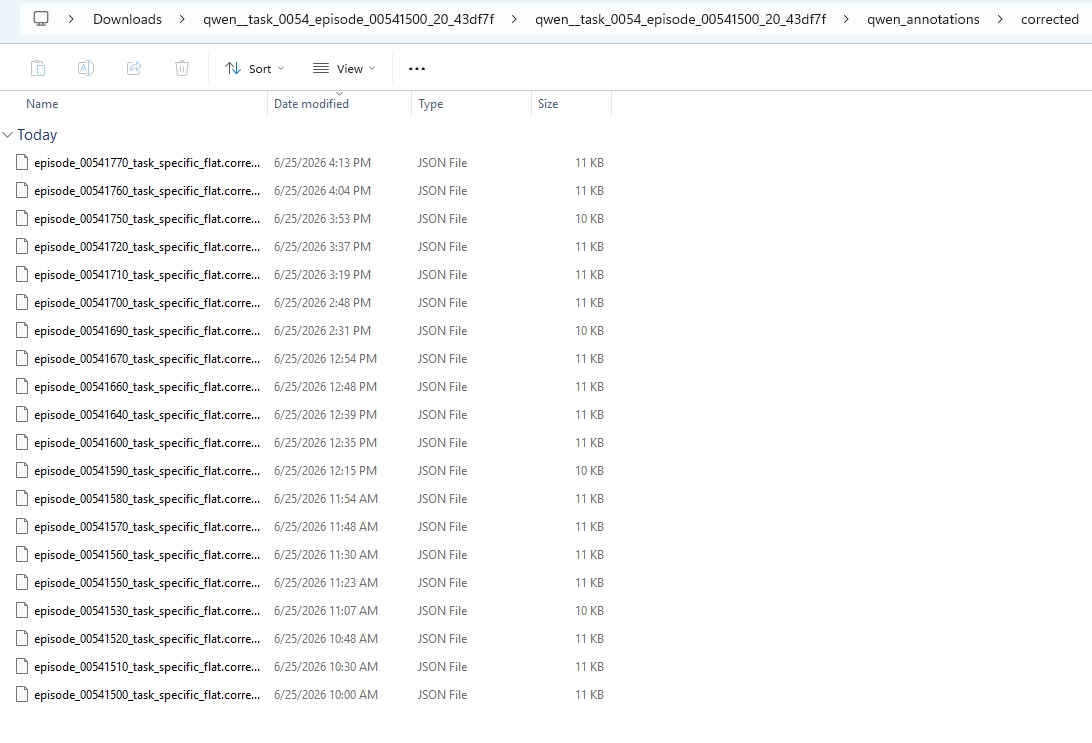 Downloads > qwen__task_0054_episode_00541500_20_43df7f > qwen__task_0054_episode_00541500_20_43df7f > qwen_annotations > corrected
Sort View ...
Name Date modified Type Size
Today
episode_00541770_task_specific_flat.corre... 6/25/2026 4:13 PM JSON File 11 KB
episode_00541760_task_specific_flat.corre... 6/25/2026 4:04 PM JSON File 11 KB
episode_00541750_task_specific_flat.corre... 6/25/2026 3:53 PM JSON File 10 KB
episode_00541720_task_specific_flat.corre... 6/25/2026 3:37 PM JSON File 11 KB
episode_00541710_task_specific_flat.corre... 6/25/2026 3:19 PM JSON File 11 KB
episode_00541700_task_specific_flat.corre... 6/25/2026 2:48 PM JSON File 11 KB
episode_00541690_task_specific_flat.corre... 6/25/2026 2:31 PM JSON File 10 KB
episode_00541670_task_specific_flat.corre... 6/25/2026 12:54 PM JSON File 11 KB
episode_00541660_task_specific_flat.corre... 6/25/2026 12:48 PM JSON File 11 KB
episode_00541640_task_specific_flat.corre... 6/25/2026 12:39 PM JSON File 11 KB
episode_00541600_task_specific_flat.corre... 6/25/2026 12:35 PM JSON File 11 KB
episode_00541590_task_specific_flat.corre... 6/25/2026 12:15 PM JSON File 10 KB
episode_00541580_task_specific_flat.corre... 6/25/2026 11:54 AM JSON File 11 KB
episode_00541570_task_specific_flat.corre... 6/25/2026 11:48 AM JSON File 11 KB
episode_00541560_task_specific_flat.corre... 6/25/2026 11:30 AM JSON File 11 KB
episode_00541550_task_specific_flat.corre... 6/25/2026 11:23 AM JSON File 11 KB
episode_00541530_task_specific_flat.corre... 6/25/2026 11:07 AM JSON File 10 KB
episode_00541520_task_specific_flat.corre... 6/25/2026 10:48 AM JSON File 11 KB
episode_00541510_task_specific_flat.corre... 6/25/2026 10:30 AM JSON File 11 KB
episode_00541500_task_specific_flat.corre... 6/25/2026 10:00 AM JSON File 11 KB